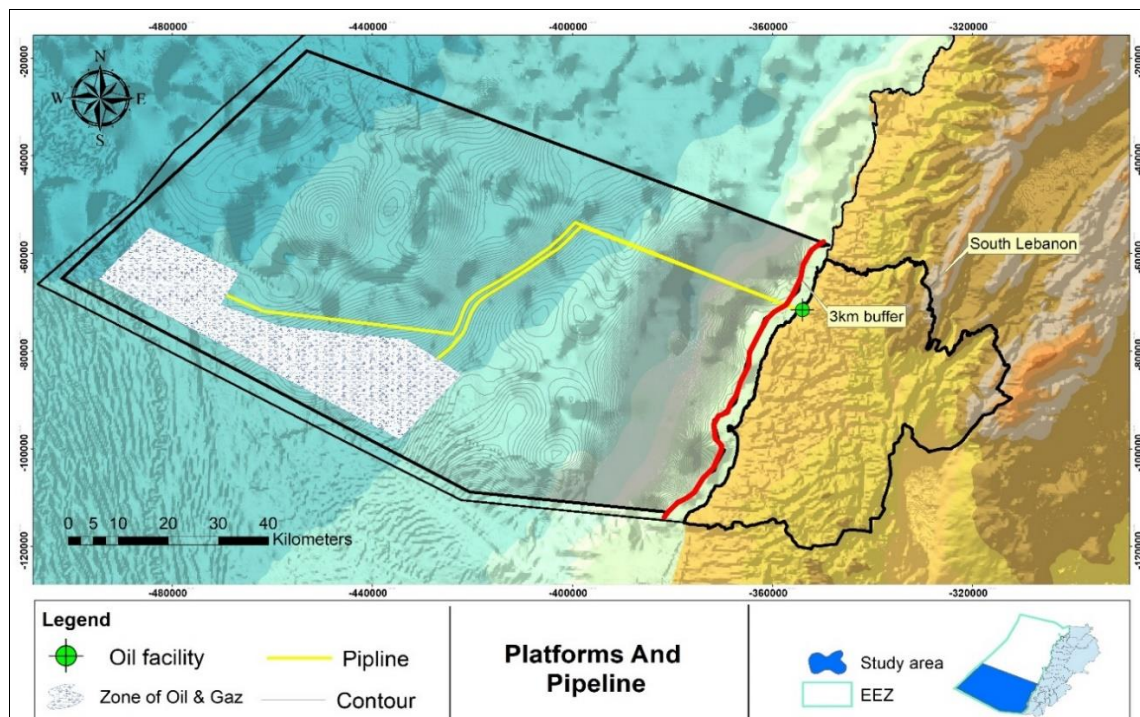 -480000 -440000 -400000 -360000 -320000
-20000 -20000
N
W E
S
-40000 -40000
South Lebanon
-60000 -60000
3km buffer
-80000 -80000
-100000 -100000
0 5 10 20 30 40
Kilometers
-120000 -120000
-480000 -440000 -400000 -360000 -320000
Legend
Oil facility
Pipline
Zone of Oil & Gaz
Contour
Platforms And
Pipeline
Study area
EEZ